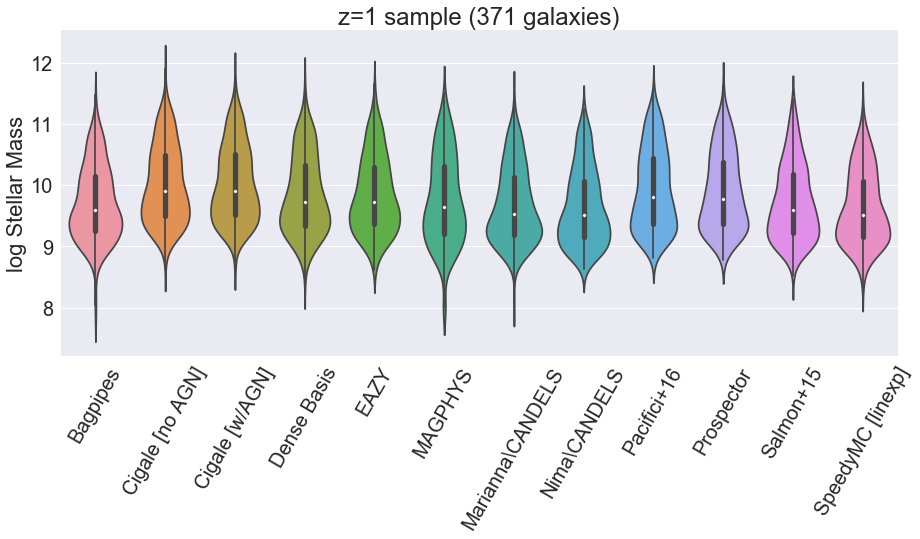 z=1 sample (371 galaxies)
log Stellar Mass
12
11
10
9
8
Bagpipes
Cigale [no AGN]
Cigale [w/AGN]
Dense Basis
EAZY
MAGPHYS
Marianna\CANDELS
Nima\CANDELS
Pacifici+16
Prospector
Salmon+15
SpeedyMC [linexp]